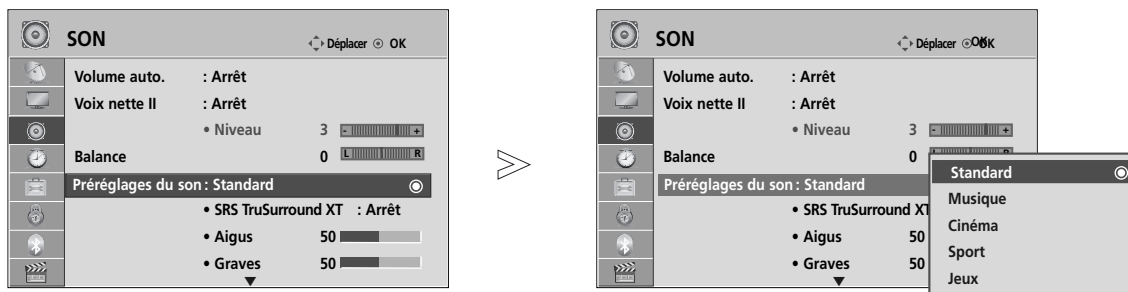 SON
Déplacer OK
Volume auto. : Arrêt
Voix nette II : Arrêt
• Niveau 3 - +
Balance 0 L R
Préréglages du son : Standard
• SRS TruSurround XT : Arrêt
• Aigus 50
• Graves 50
SON
Déplacer OK
Volume auto. : Arrêt
Voix nette II : Arrêt
• Niveau 3 - +
Balance 0
Préréglages du son : Standard
• SRS TruSurround XT
• Aigus 50
• Graves 50
Standard
Musique
Cinéma
Sport
Jeux